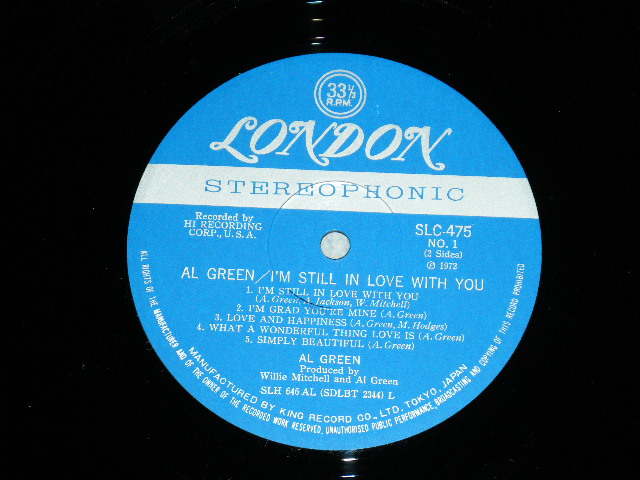 33 1/3
R.P.M.
LONDON
STEREOPHONIC
Recorded by
HI RECORDING
CORP., U.S.A.
SLC-475
NO. 1
(2 Sides)
℗ 1972
AL GREEN/I'M STILL IN LOVE WITH YOU
1. I'M STILL IN LOVE WITH YOU
(A. Green, A. Jackson, W. Mitchell)
2. I'M GRAD YOU'RE MINE (A. Green)
3. LOVE AND HAPPINESS (A. Green, M. Hodges)
4. WHAT A WONDERFUL THING LOVE IS (A. Green)
5. SIMPLY BEAUTIFUL (A. Green)
AL GREEN
Produced by
Willie Mitchell and Al Green
SLH 646 AL (SDLBT 2344) L
MANUFACTURED BY KING RECORD CO., LTD. TOKYO, JAPAN
ALL RIGHTS OF THE MANUFACTURER AND OF THE OWNER OF THE RECORDED WORK RESERVED. UNAUTHORISED PUBLIC PERFORMANCE, BROADCASTING AND COPYING OF THIS RECORD PROHIBITED